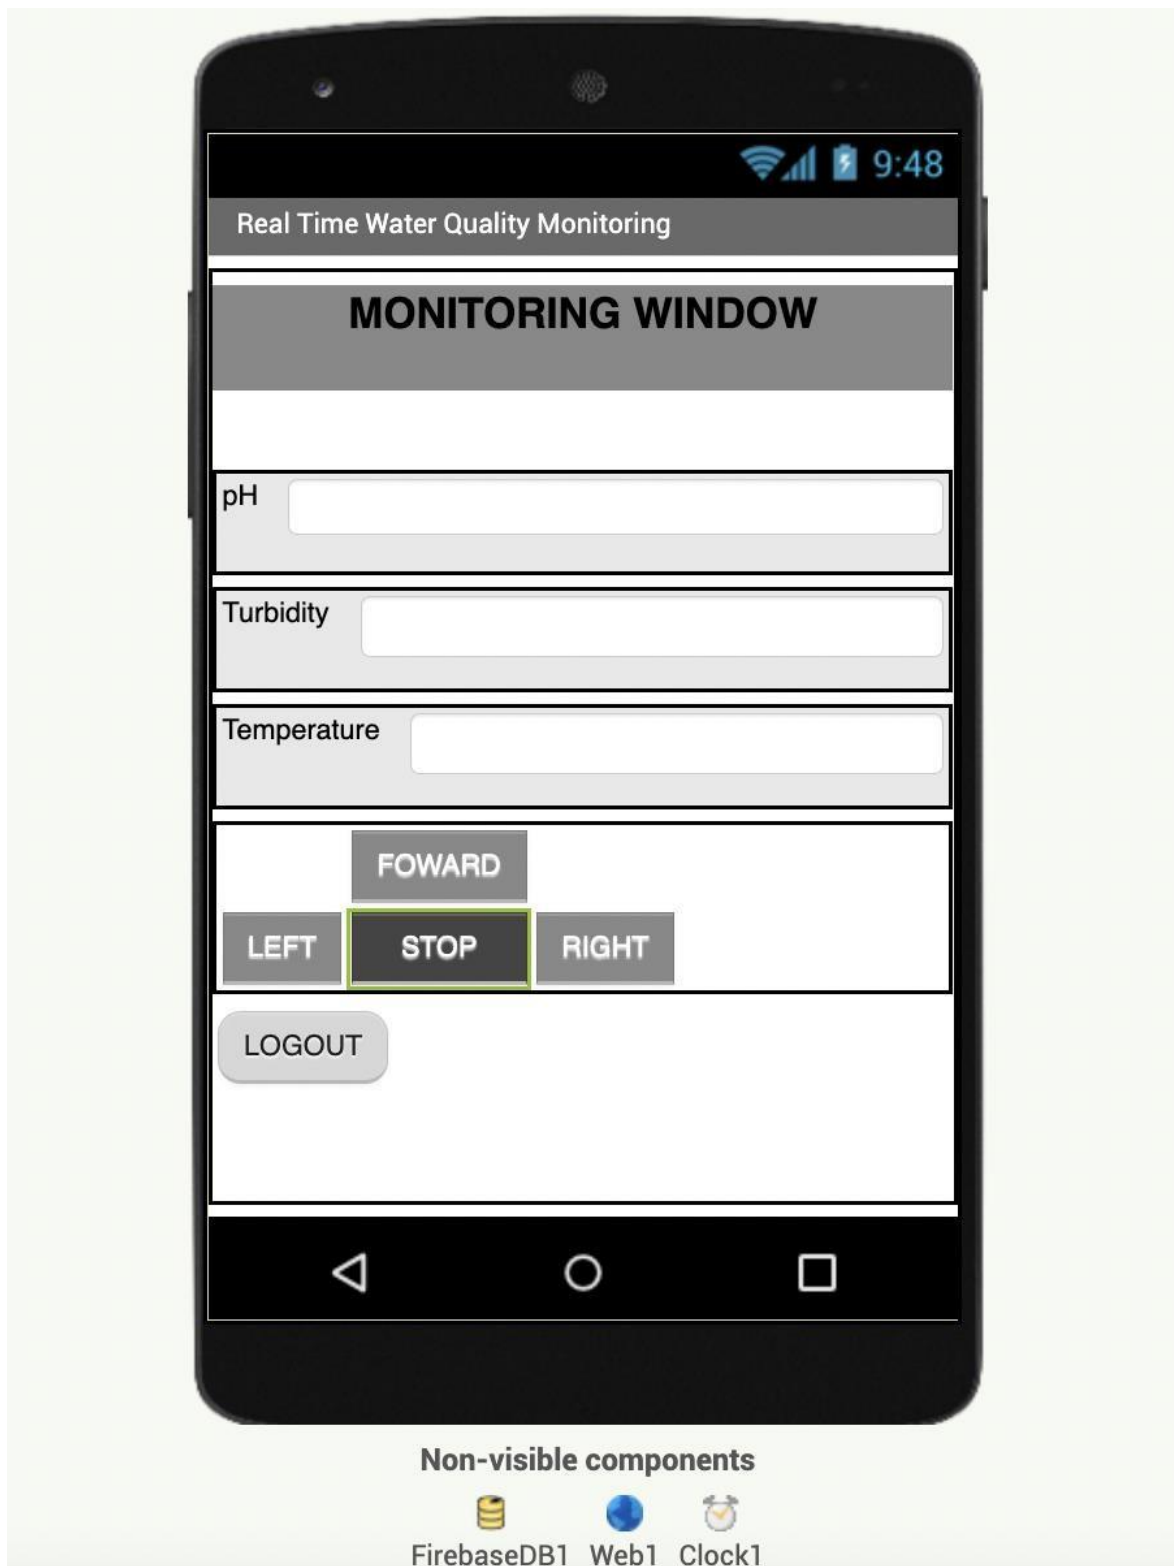 9:48
Real Time Water Quality Monitoring
MONITORING WINDOW
pH
Turbidity
Temperature
FOWARD
LEFT STOP RIGHT
LOGOUT
Non-visible components
FirebaseDB1 Web1 Clock1